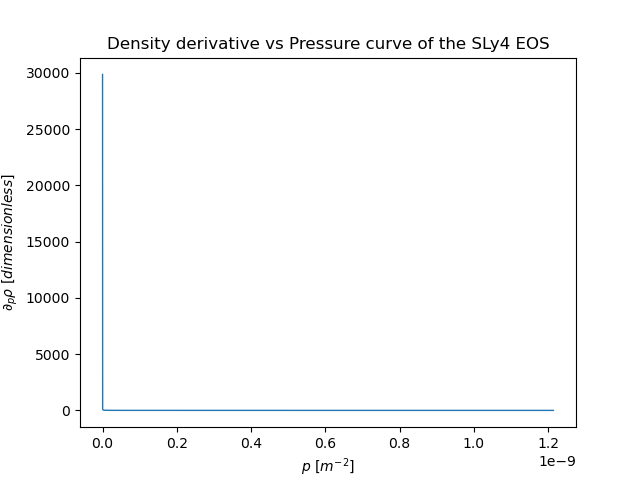 Density derivative vs Pressure curve of the SLy4 EOS
30000
25000
20000
15000
10000
5000
0
∂ₚρ [dimensionless]
0.0 0.2 0.4 0.6 0.8 1.0 1.2
1e−9
p [m⁻²]